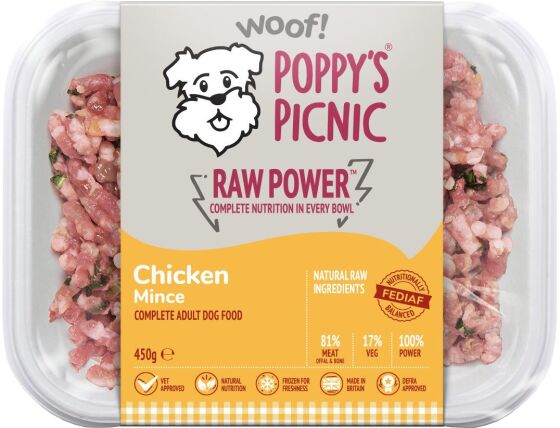 woof!
POPPY'S®
PICNIC
RAW POWER™
COMPLETE NUTRITION IN EVERY BOWL
Chicken
Mince
COMPLETE ADULT DOG FOOD
450g ℮
NATURAL RAW
INGREDIENTS
NUTRITIONALLY
FEDIAF
BALANCED
81%
MEAT
OFFAL & BONE
17%
VEG
100%
POWER
VET
APPROVED
NATURAL
NUTRITION
FROZEN FOR
FRESHNESS
MADE IN
BRITAIN
DEFRA
APPROVED